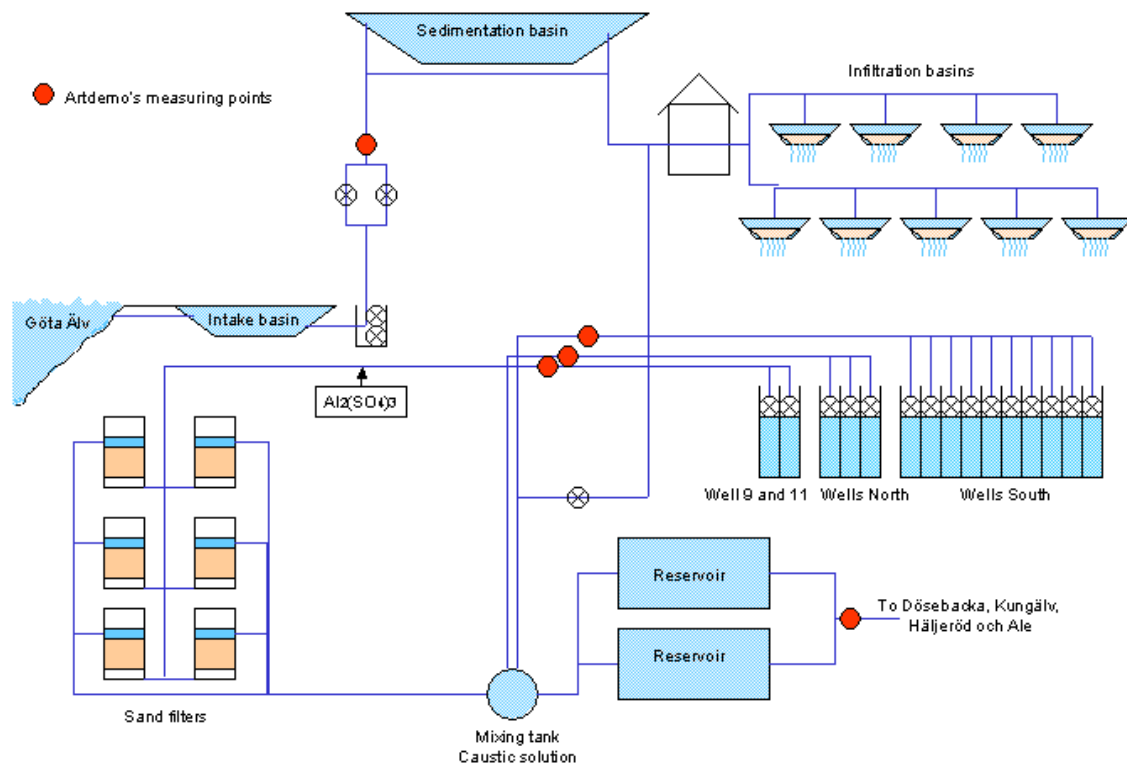 Sedimentation basin
Infiltration basins
Artdemo's measuring points
Göta Älv
Intake basin
Al2(SO4)3
Well 9 and 11
Wells North
Wells South
Reservoir
To Dösebacka, Kungälv,
Häljeröd och Ale
Reservoir
Sand filters
Mixing tank
Caustic solution